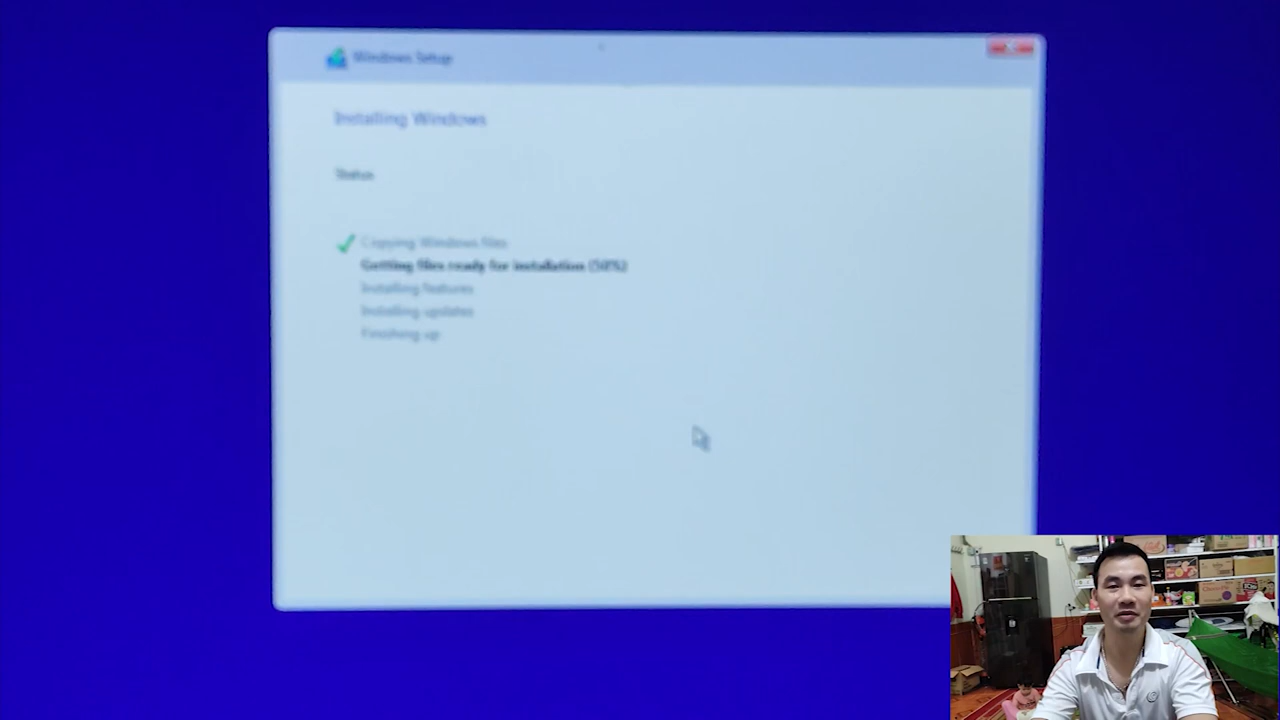 Windows Setup
Installing Windows
Status
Copying Windows files
Getting files ready for installation (58%)
Installing features
Installing updates
Finishing up